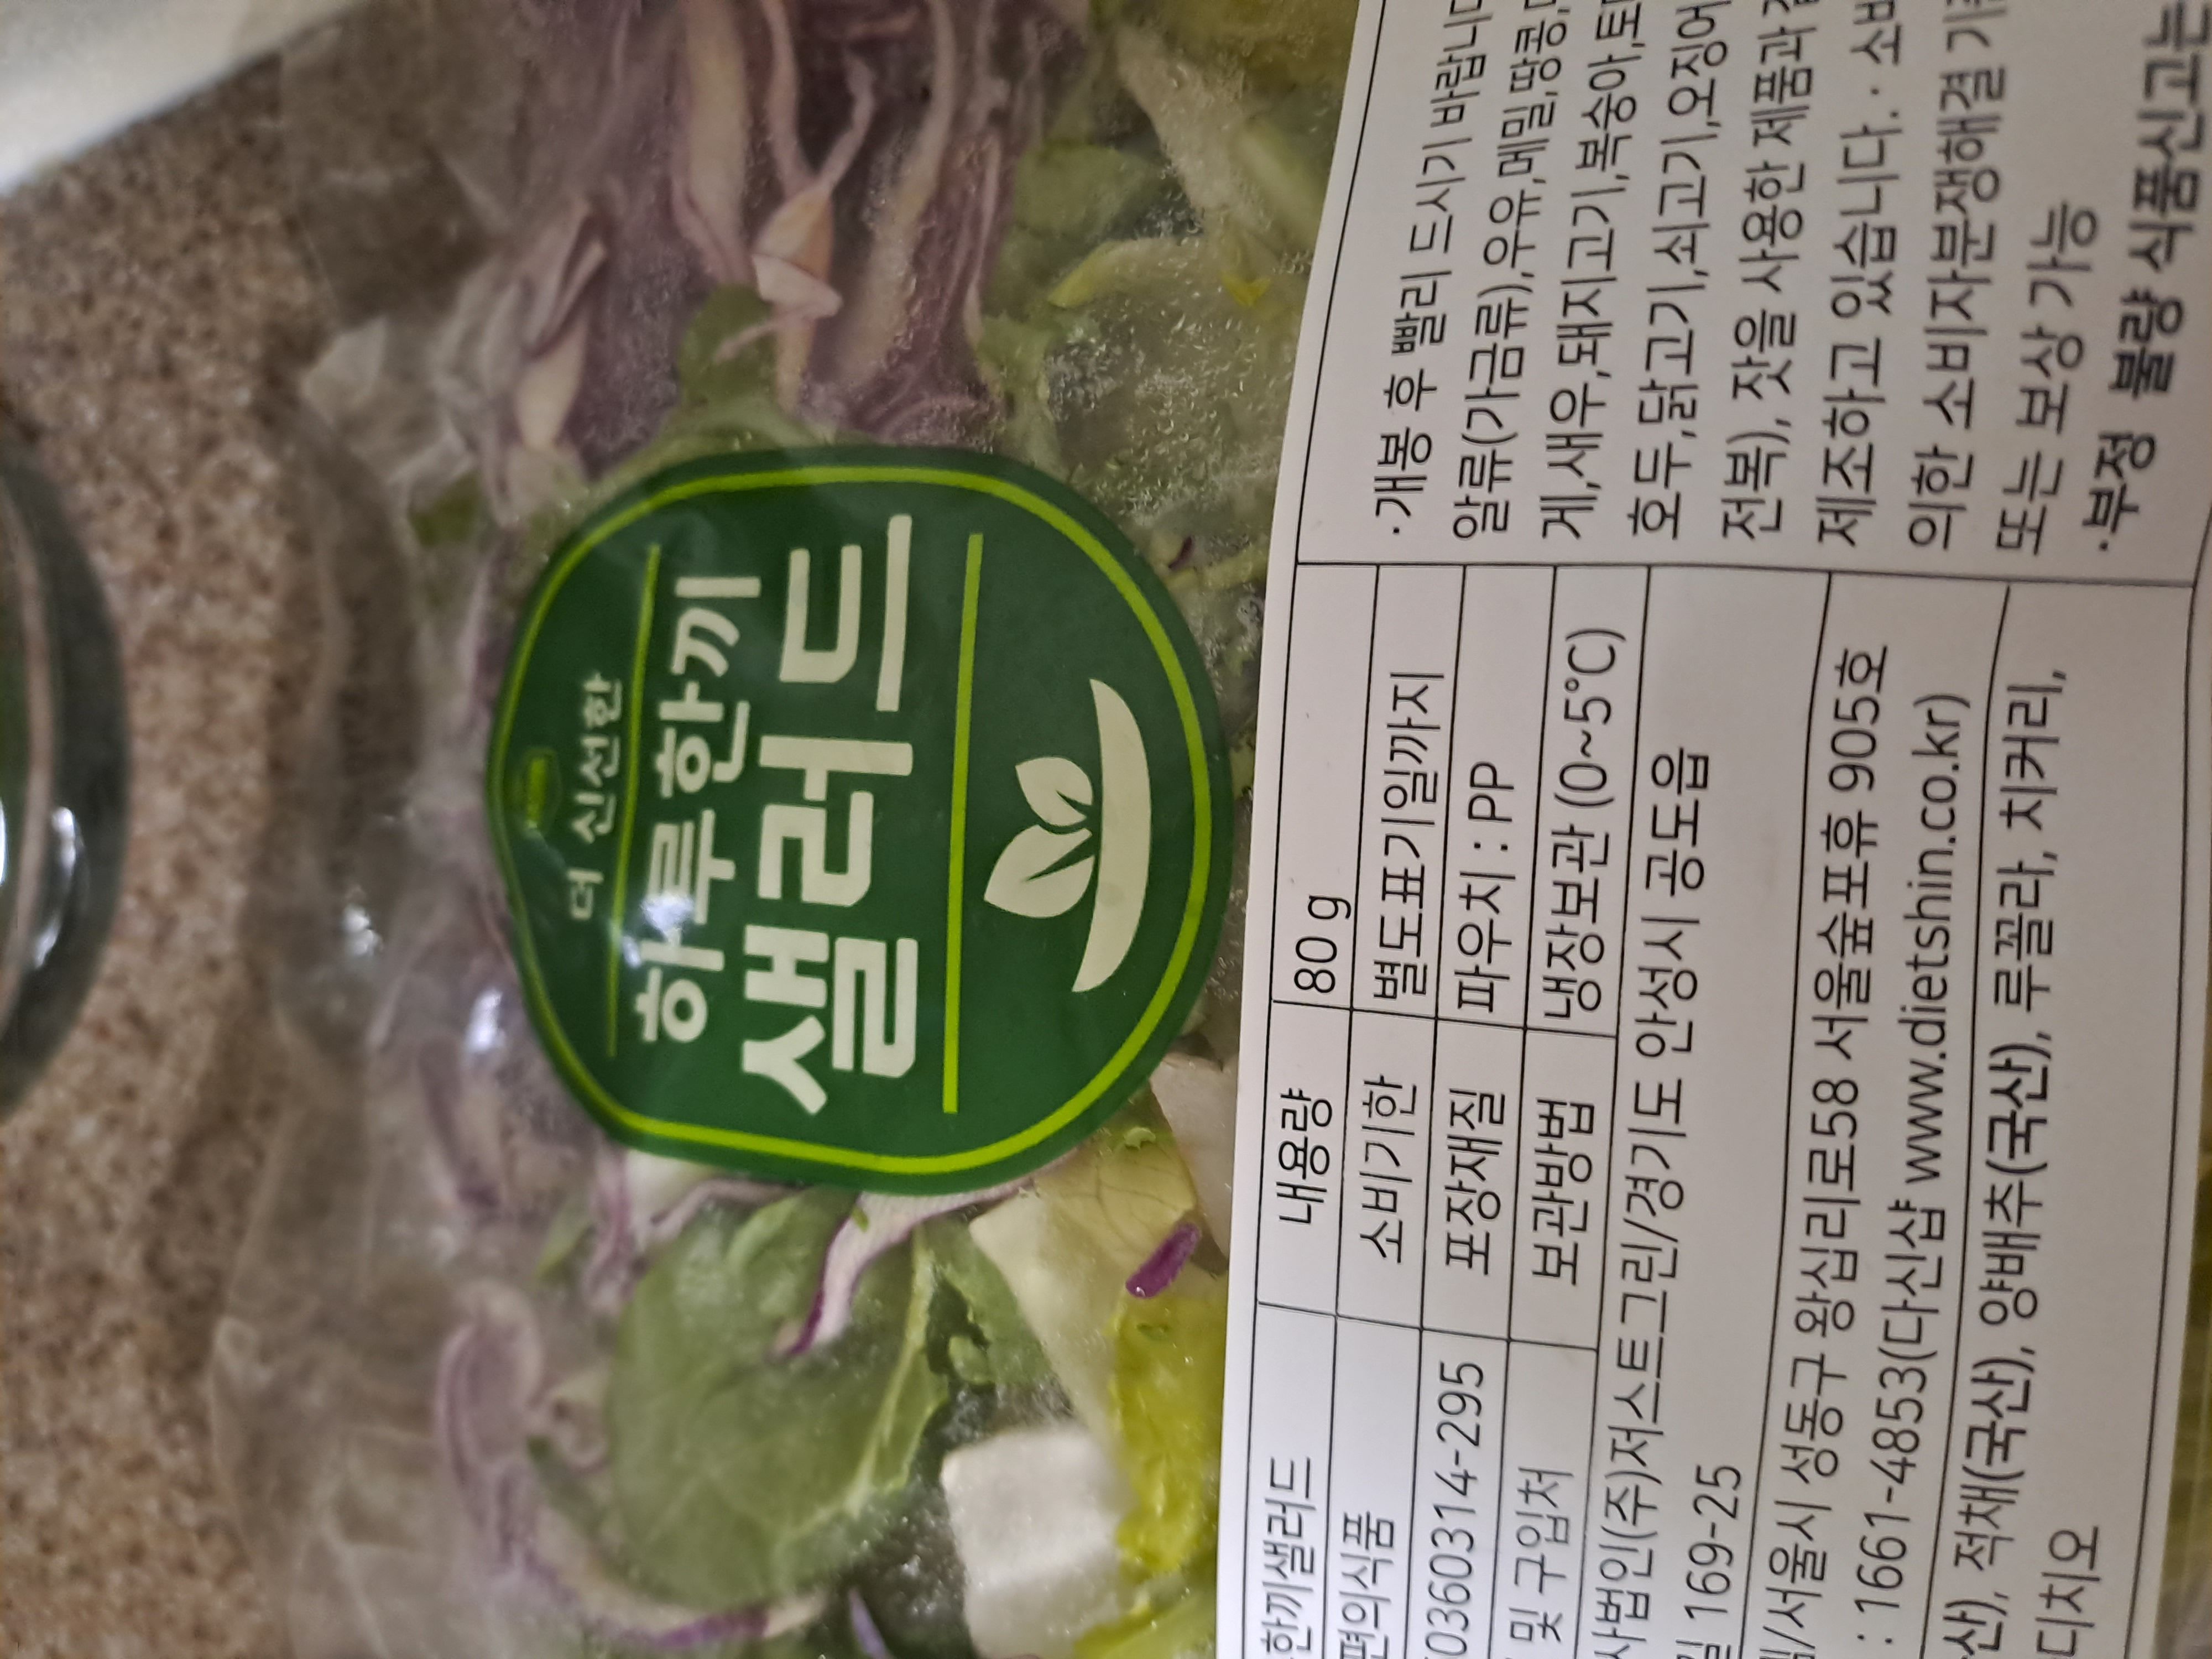 더 신선한
하루한끼
샐러드
한끼샐러드 내용량 80 g
편의식품 소비기한 별도표기일까지
0360314-295 포장재질 파우치 : PP
및 구입처 보관방법 냉장보관 (0~5°C)
사법인(주)저스트그린/경기도 안성시 공도읍
길 169-25
/서울시 성동구 왕십리로58 서울숲포휴 905호
: 1661-4853(다신샵 www.dietshin.co.kr)
산), 적채(국산), 양배추(국산), 루꼴라, 치커리,
디치오
·개봉 후 빨리 드시기 바랍니다
알류(가금류),우유,메밀,땅콩,
게,새우,돼지고기,복숭아,토
호두,닭고기,쇠고기,오징어
전복), 잣을 사용한 제품과
제조하고 있습니다. · 소비
의한 소비자분쟁해결 기준
또는 보상 가능
·부정 불량 식품신고는